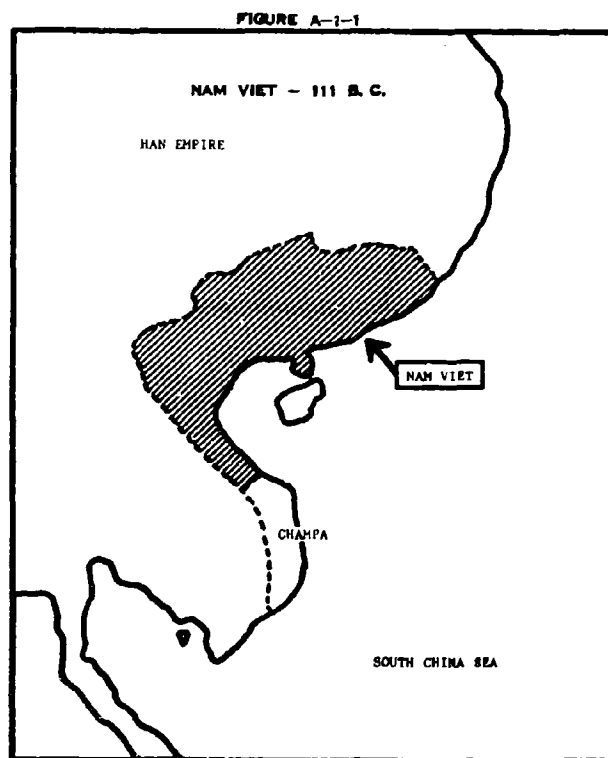 FIGURE A-1-1
NAM VIET - 111 B.C.
HAN EMPIRE
NAM VIET
CHAMPA
SOUTH CHINA SEA